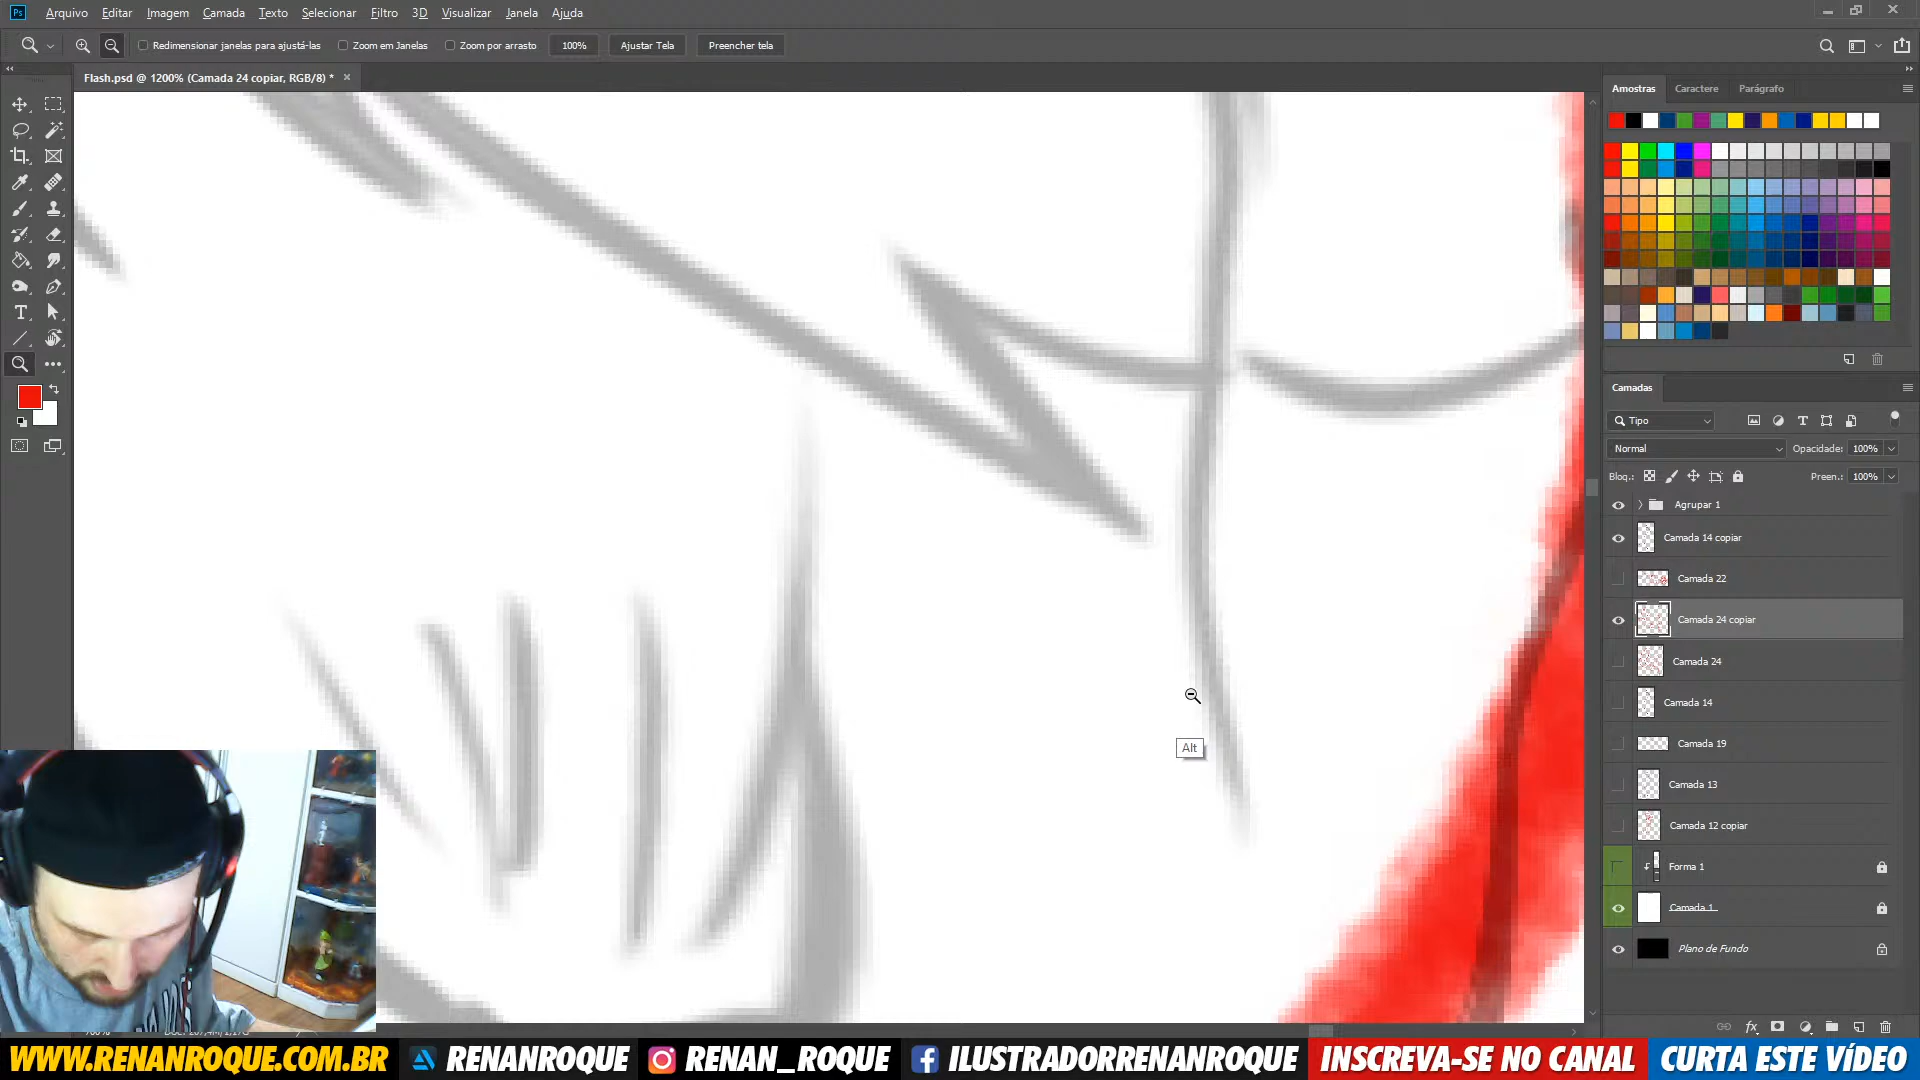 Ps Arquivo Editar Imagem Camada Texto Selecionar Filtro 3D Visualizar Janela Ajuda
Redimensionar janelas para ajustá-las Zoom em Janelas Zoom por arrasto 100% Ajustar Tela Preencher tela
Flash.psd @ 1200% (Camada 24 copiar, RGB/8) * ×
Amostras Caractere Parágrafo
Camadas
Tipo
Normal Opacidade: 100%
Bloq.: Preen.: 100%
Agrupar 1
Camada 14 copiar
Camada 22
Camada 24 copiar
Camada 24
Camada 14
Camada 19
Camada 13
Camada 12 copiar
Forma 1
Camada 1
Plano de Fundo
Alt
WWW.RENANROQUE.COM.BR RENANROQUE RENAN__ROQUE ILUSTRADORRENANROQUE INSCREVA-SE NO CANAL CURTA ESTE VÍDEO